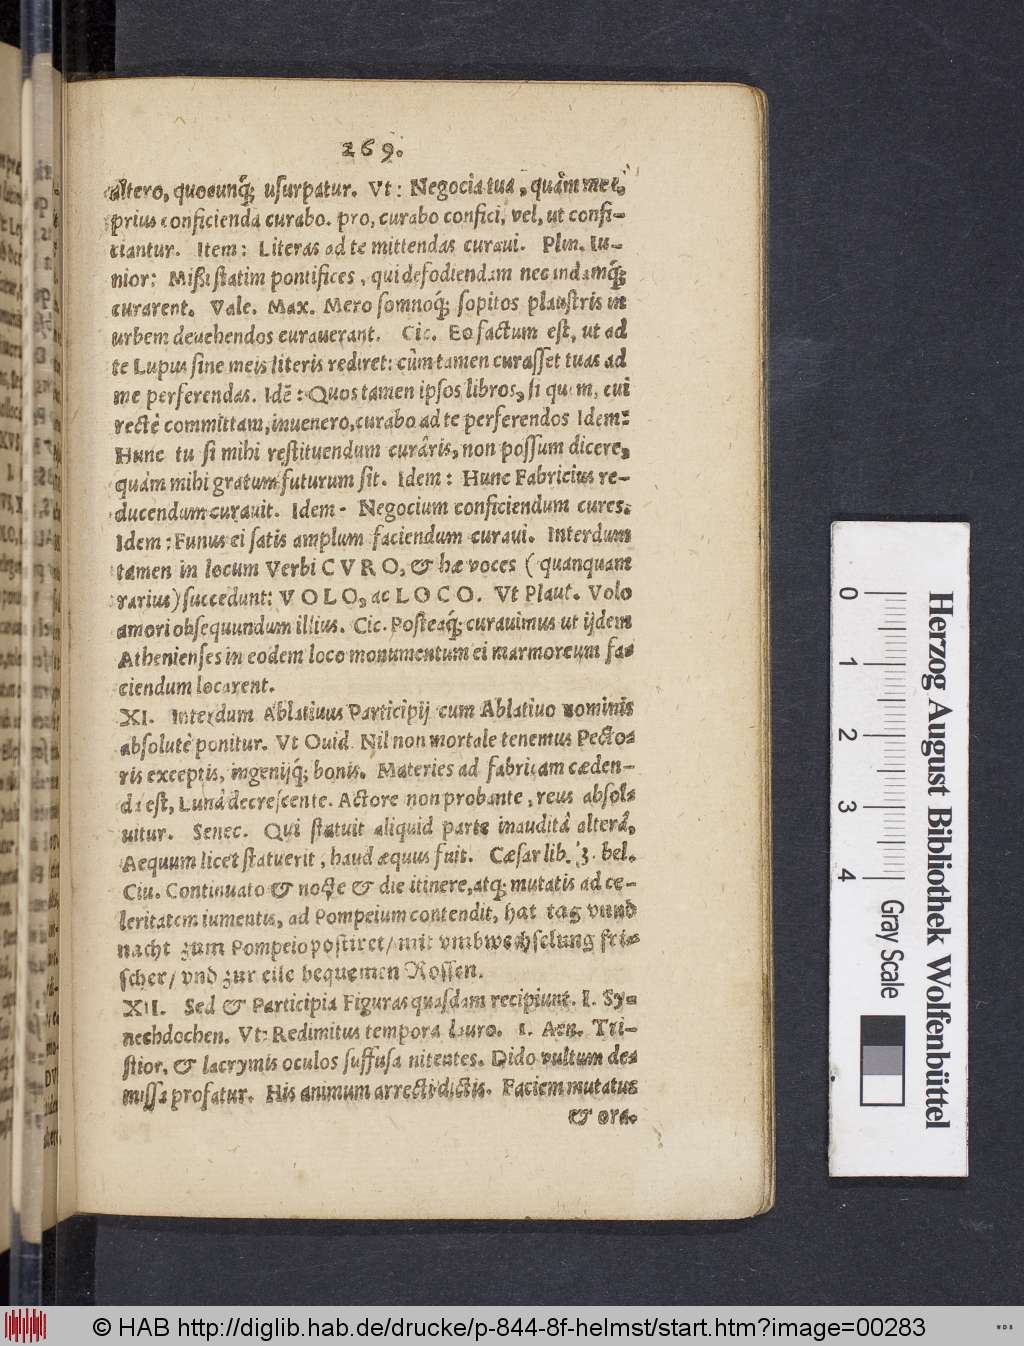 269.
altero, quocunq; usurpatur. Vt: Negocia tua, quàm mei,
prius conficienda curabo. pro, curabo confici, vel, ut confi-
ciantur. Item: Literas ad te mittendas curaui. Plin. Iu-
nior: Mißi statim pontifices, qui defodiendam necandamq́;
curarent. Vale. Max. Mero somnoq́; sopitos plaustris in
urbem deuehendos curauerant. Cic. Eo factum est, ut ad
te Lupus sine meis literis rediret: cùm tamen curasset tuas ad
me perferendas. Idẽ: Quos tamen ipsos libros, si quem, cui
rectè committam, inuenero, curabo ad te perferendos Idem:
Hunc tu si mihi restituendum curâris, non possum dicere,
quàm mihi gratum futurum sit. Idem: Hunc Fabricius re-
ducendum curauit. Idem- Negocium conficiendum cures.
Idem: Funus ei satis amplum faciendum curaui. Interdum
tamen in locum Verbi CVRO, & hæ voces (quanquam
rarius) succedunt: VOLO, ac LOCO. Vt Plaut. Volo
amori obsequundum illius. Cic. Posteaq́; curauimus ut ijdem
Athenienses in eodem loco monumentum ei marmoreum fa-
ciendum locarent.
XI. Interdum Ablatiuus Participij cum Ablatiuo nominis
absolutè ponitur. Vt Ouid. Nil non mortale tenemus Pecto-
ris exceptis, ingenijq́; bonis. Materies ad fabricam cæden-
da est, Lunâ decrescente. Actore non probante, reus absol-
uitur. Senec. Qui statuit aliquid parte inauditâ alterâ,
Aequum licet statuerit, haud æquus fuit. Cæsar lib. 3. bel.
Ciu. Continuato & nocte & die itinere, atq; mutatis ad ce-
leritatem iumentis, ad Pompeium contendit, hat tag vnnd
nacht zum Pompeio postiret/ mit vmbwechselung fri-
scher/ vnd zur eile bequemen Rossen.
XII. Sed & Participia Figuras quasdam recipiunt. I. Sy-
nechdochen. Vt: Redimitus tempora lauro. 1. Aen. Tri-
stior, & lacrymis oculos suffusa nitentes. Dido vultum de-
missa profatur. His animum arrecti dictis. Faciem mutatus
& ora.
0 1 2 3 4
Gray Scale
Herzog August Bibliothek Wolfenbüttel
© HAB http://diglib.hab.de/drucke/p-844-8f-helmst/start.htm?image=00283